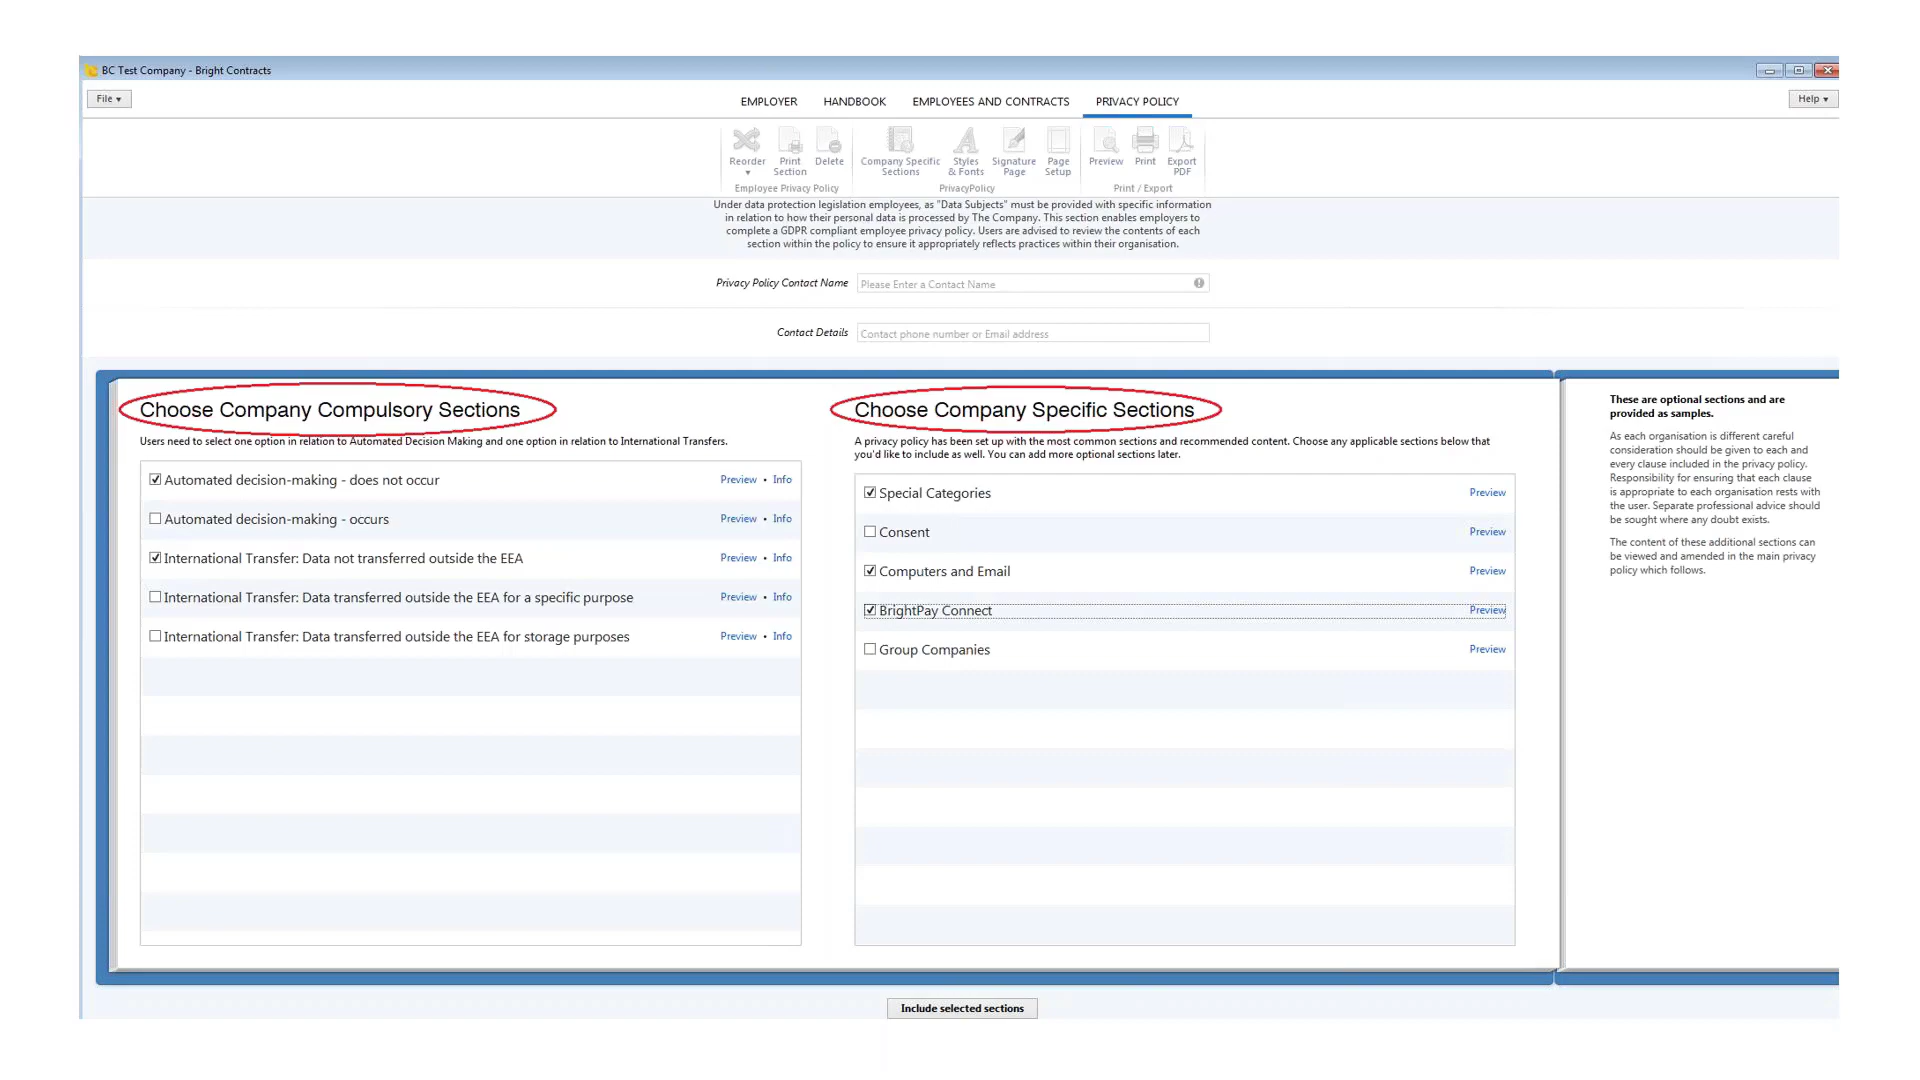 BC Test Company - Bright Contracts
File ▾
EMPLOYER HANDBOOK EMPLOYEES AND CONTRACTS PRIVACY POLICY
Help ▾
Reorder ▾
Print Section
Delete
Employee Privacy Policy
Company Specific Sections
Styles & Fonts
Signature Page
Page Setup
PrivacyPolicy
Preview
Print
Export PDF
Print / Export
Under data protection legislation employees, as "Data Subjects" must be provided with specific information
in relation to how their personal data is processed by The Company. This section enables employers to
complete a GDPR compliant employee privacy policy. Users are advised to review the contents of each
section within the policy to ensure it appropriately reflects practices within their organisation.
Privacy Policy Contact Name Please Enter a Contact Name
Contact Details Contact phone number or Email address
Choose Company Compulsory Sections
Users need to select one option in relation to Automated Decision Making and one option in relation to International Transfers.
Automated decision-making - does not occur Preview • Info
Automated decision-making - occurs Preview • Info
International Transfer: Data not transferred outside the EEA Preview • Info
International Transfer: Data transferred outside the EEA for a specific purpose Preview • Info
International Transfer: Data transferred outside the EEA for storage purposes Preview • Info
Choose Company Specific Sections
A privacy policy has been set up with the most common sections and recommended content. Choose any applicable sections below that
you'd like to include as well. You can add more optional sections later.
Special Categories Preview
Consent Preview
Computers and Email Preview
BrightPay Connect Preview
Group Companies Preview
These are optional sections and are
provided as samples.
As each organisation is different careful
consideration should be given to each and
every clause included in the privacy policy.
Responsibility for ensuring that each clause
is appropriate to each organisation rests with
the user. Separate professional advice should
be sought where any doubt exists.
The content of these additional sections can
be viewed and amended in the main privacy
policy which follows.
Include selected sections